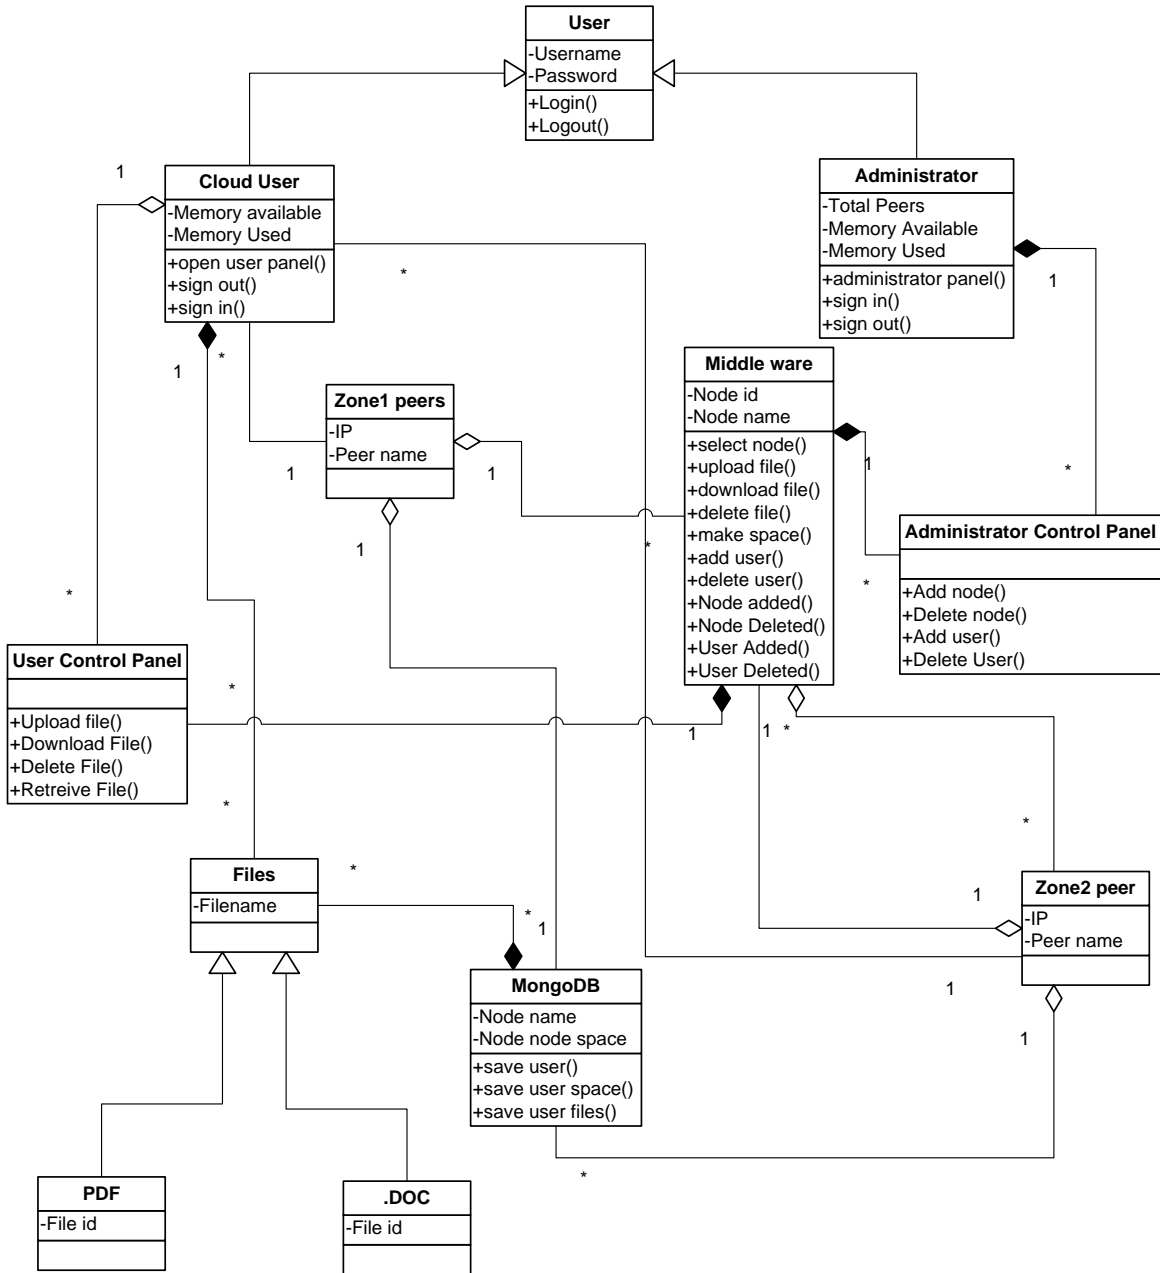 User
-Username
-Password
+Login()
+Logout()
1
Cloud User
-Memory available
-Memory Used
+open user panel()
+sign out()
+sign in()
Administrator
-Total Peers
-Memory Available
-Memory Used
+administrator panel()
+sign in()
+sign out()
*
1
1
*
Zone1 peers
-IP
-Peer name
1
1
1
Middle ware
-Node id
-Node name
+select node()
+upload file()
+download file()
+delete file()
+make space()
+add user()
+delete user()
+Node added()
+Node Deleted()
+User Added()
+User Deleted()
1
*
*
*
Administrator Control Panel
+Add node()
+Delete node()
+Add user()
+Delete User()
*
User Control Panel
+Upload file()
+Download File()
+Delete File()
+Retreive File()
*
1
1
*
*
*
Files
-Filename
*
*
1
1
Zone2 peer
-IP
-Peer name
1
1
MongoDB
-Node name
-Node node space
+save user()
+save user space()
+save user files()
*
PDF
-File id
.DOC
-File id